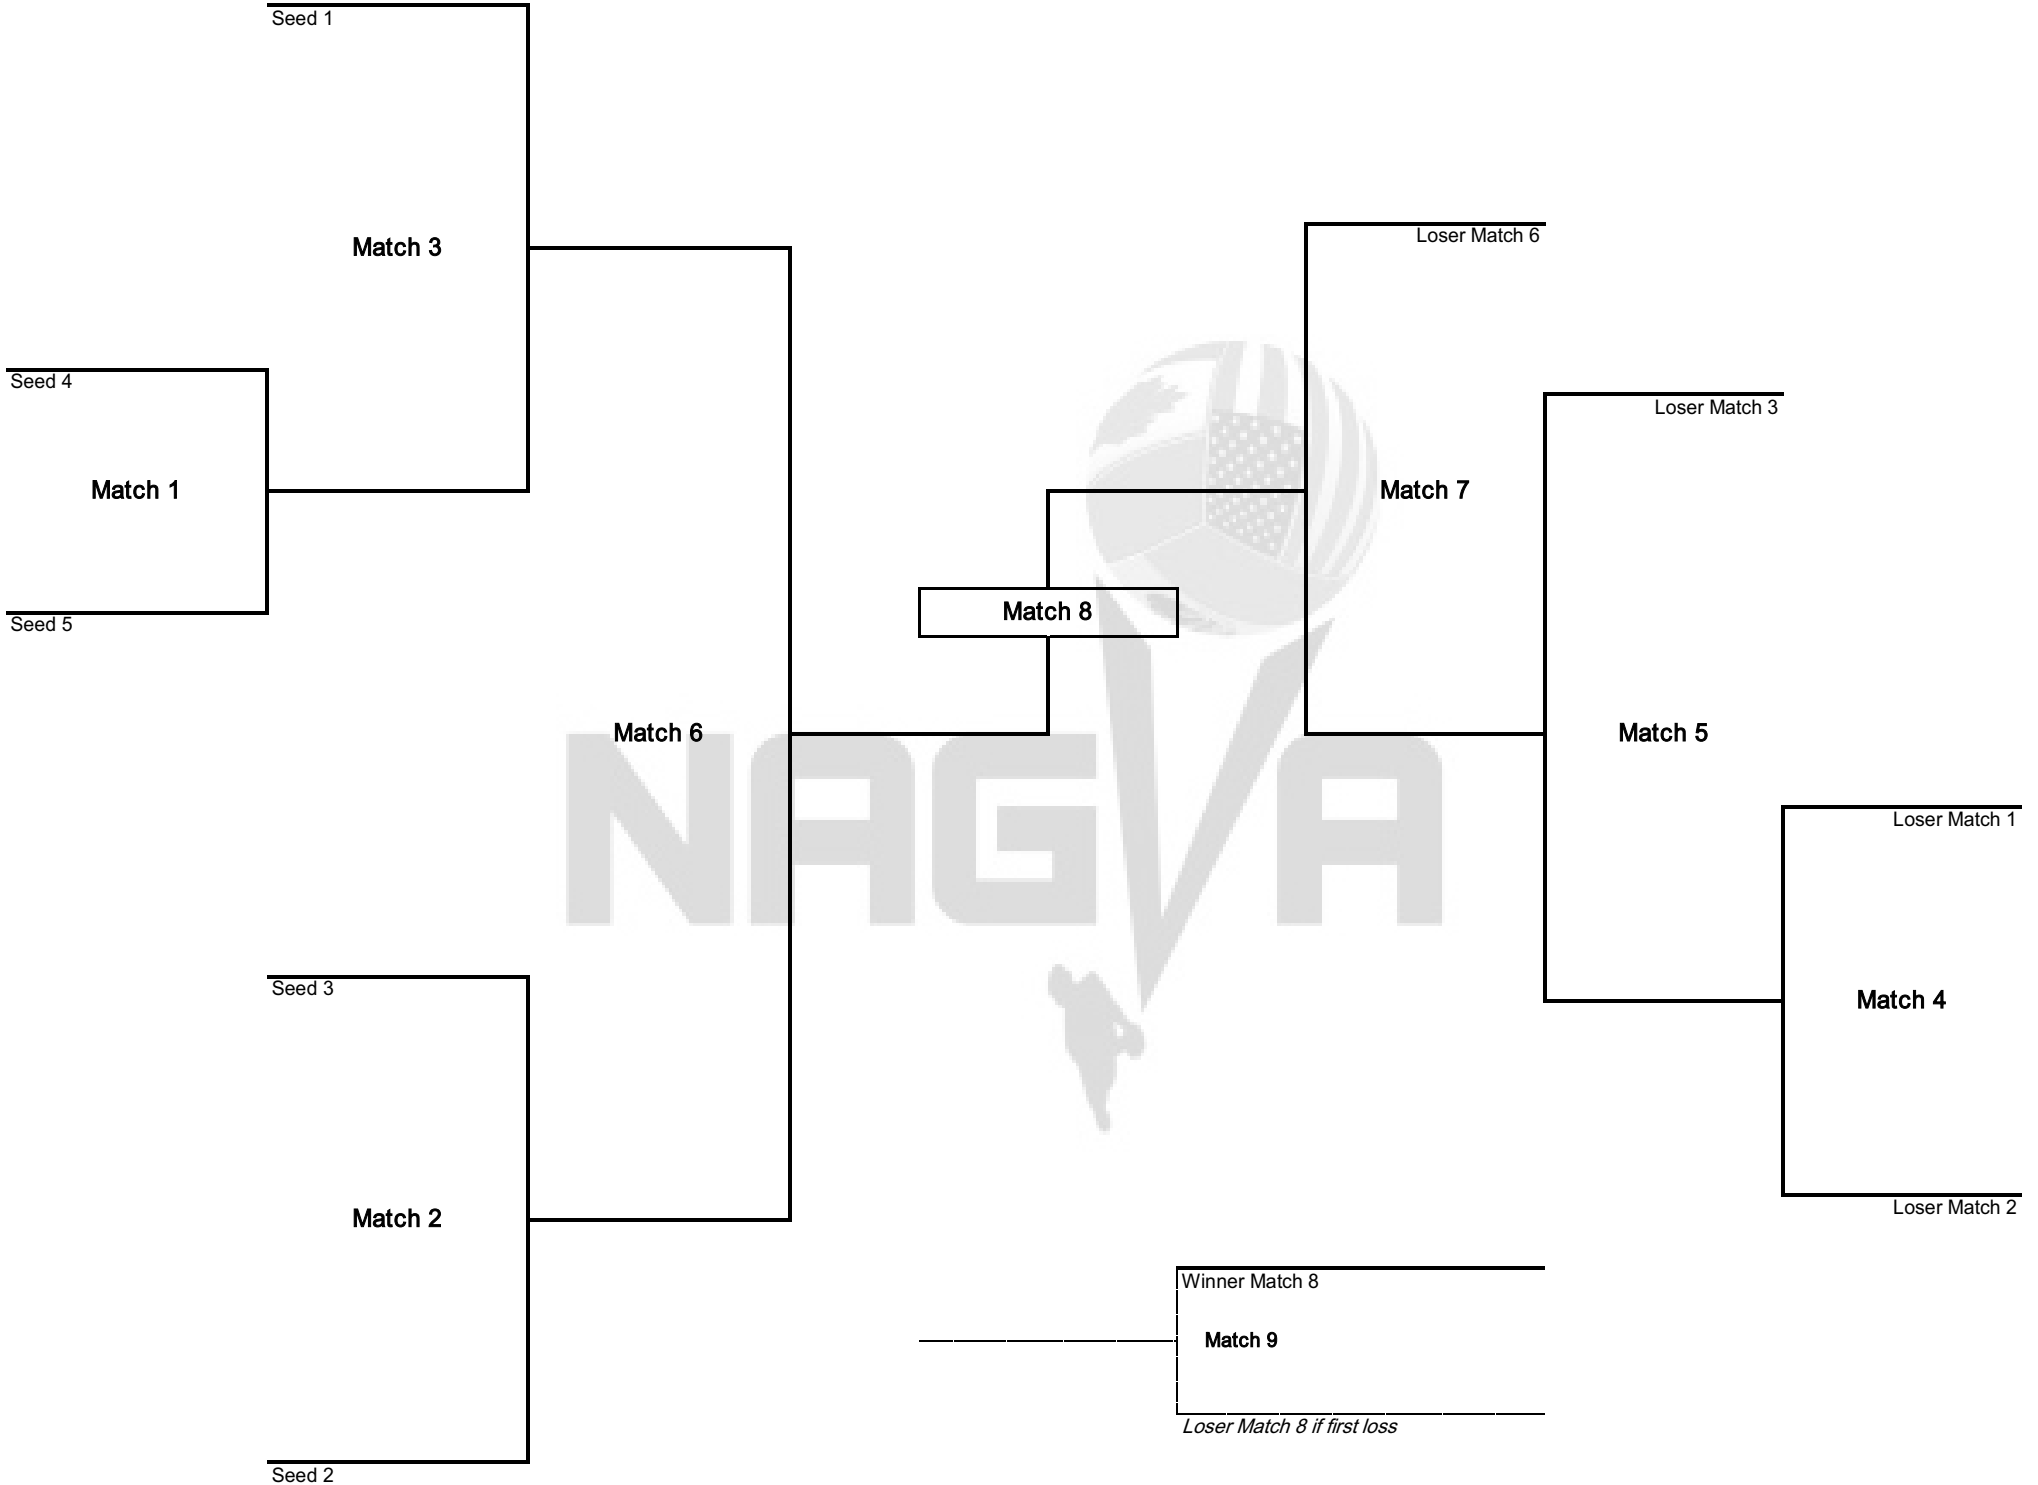 Seed 1
Match 3
Loser Match 6
Seed 4
Loser Match 3
Match 1
Match 7
Seed 5
Match 8
Match 6
Match 5
NAGVA
Loser Match 1
Seed 3
Match 4
Loser Match 2
Match 2
Winner Match 8
Match 9
Loser Match 8 if first loss
Seed 2